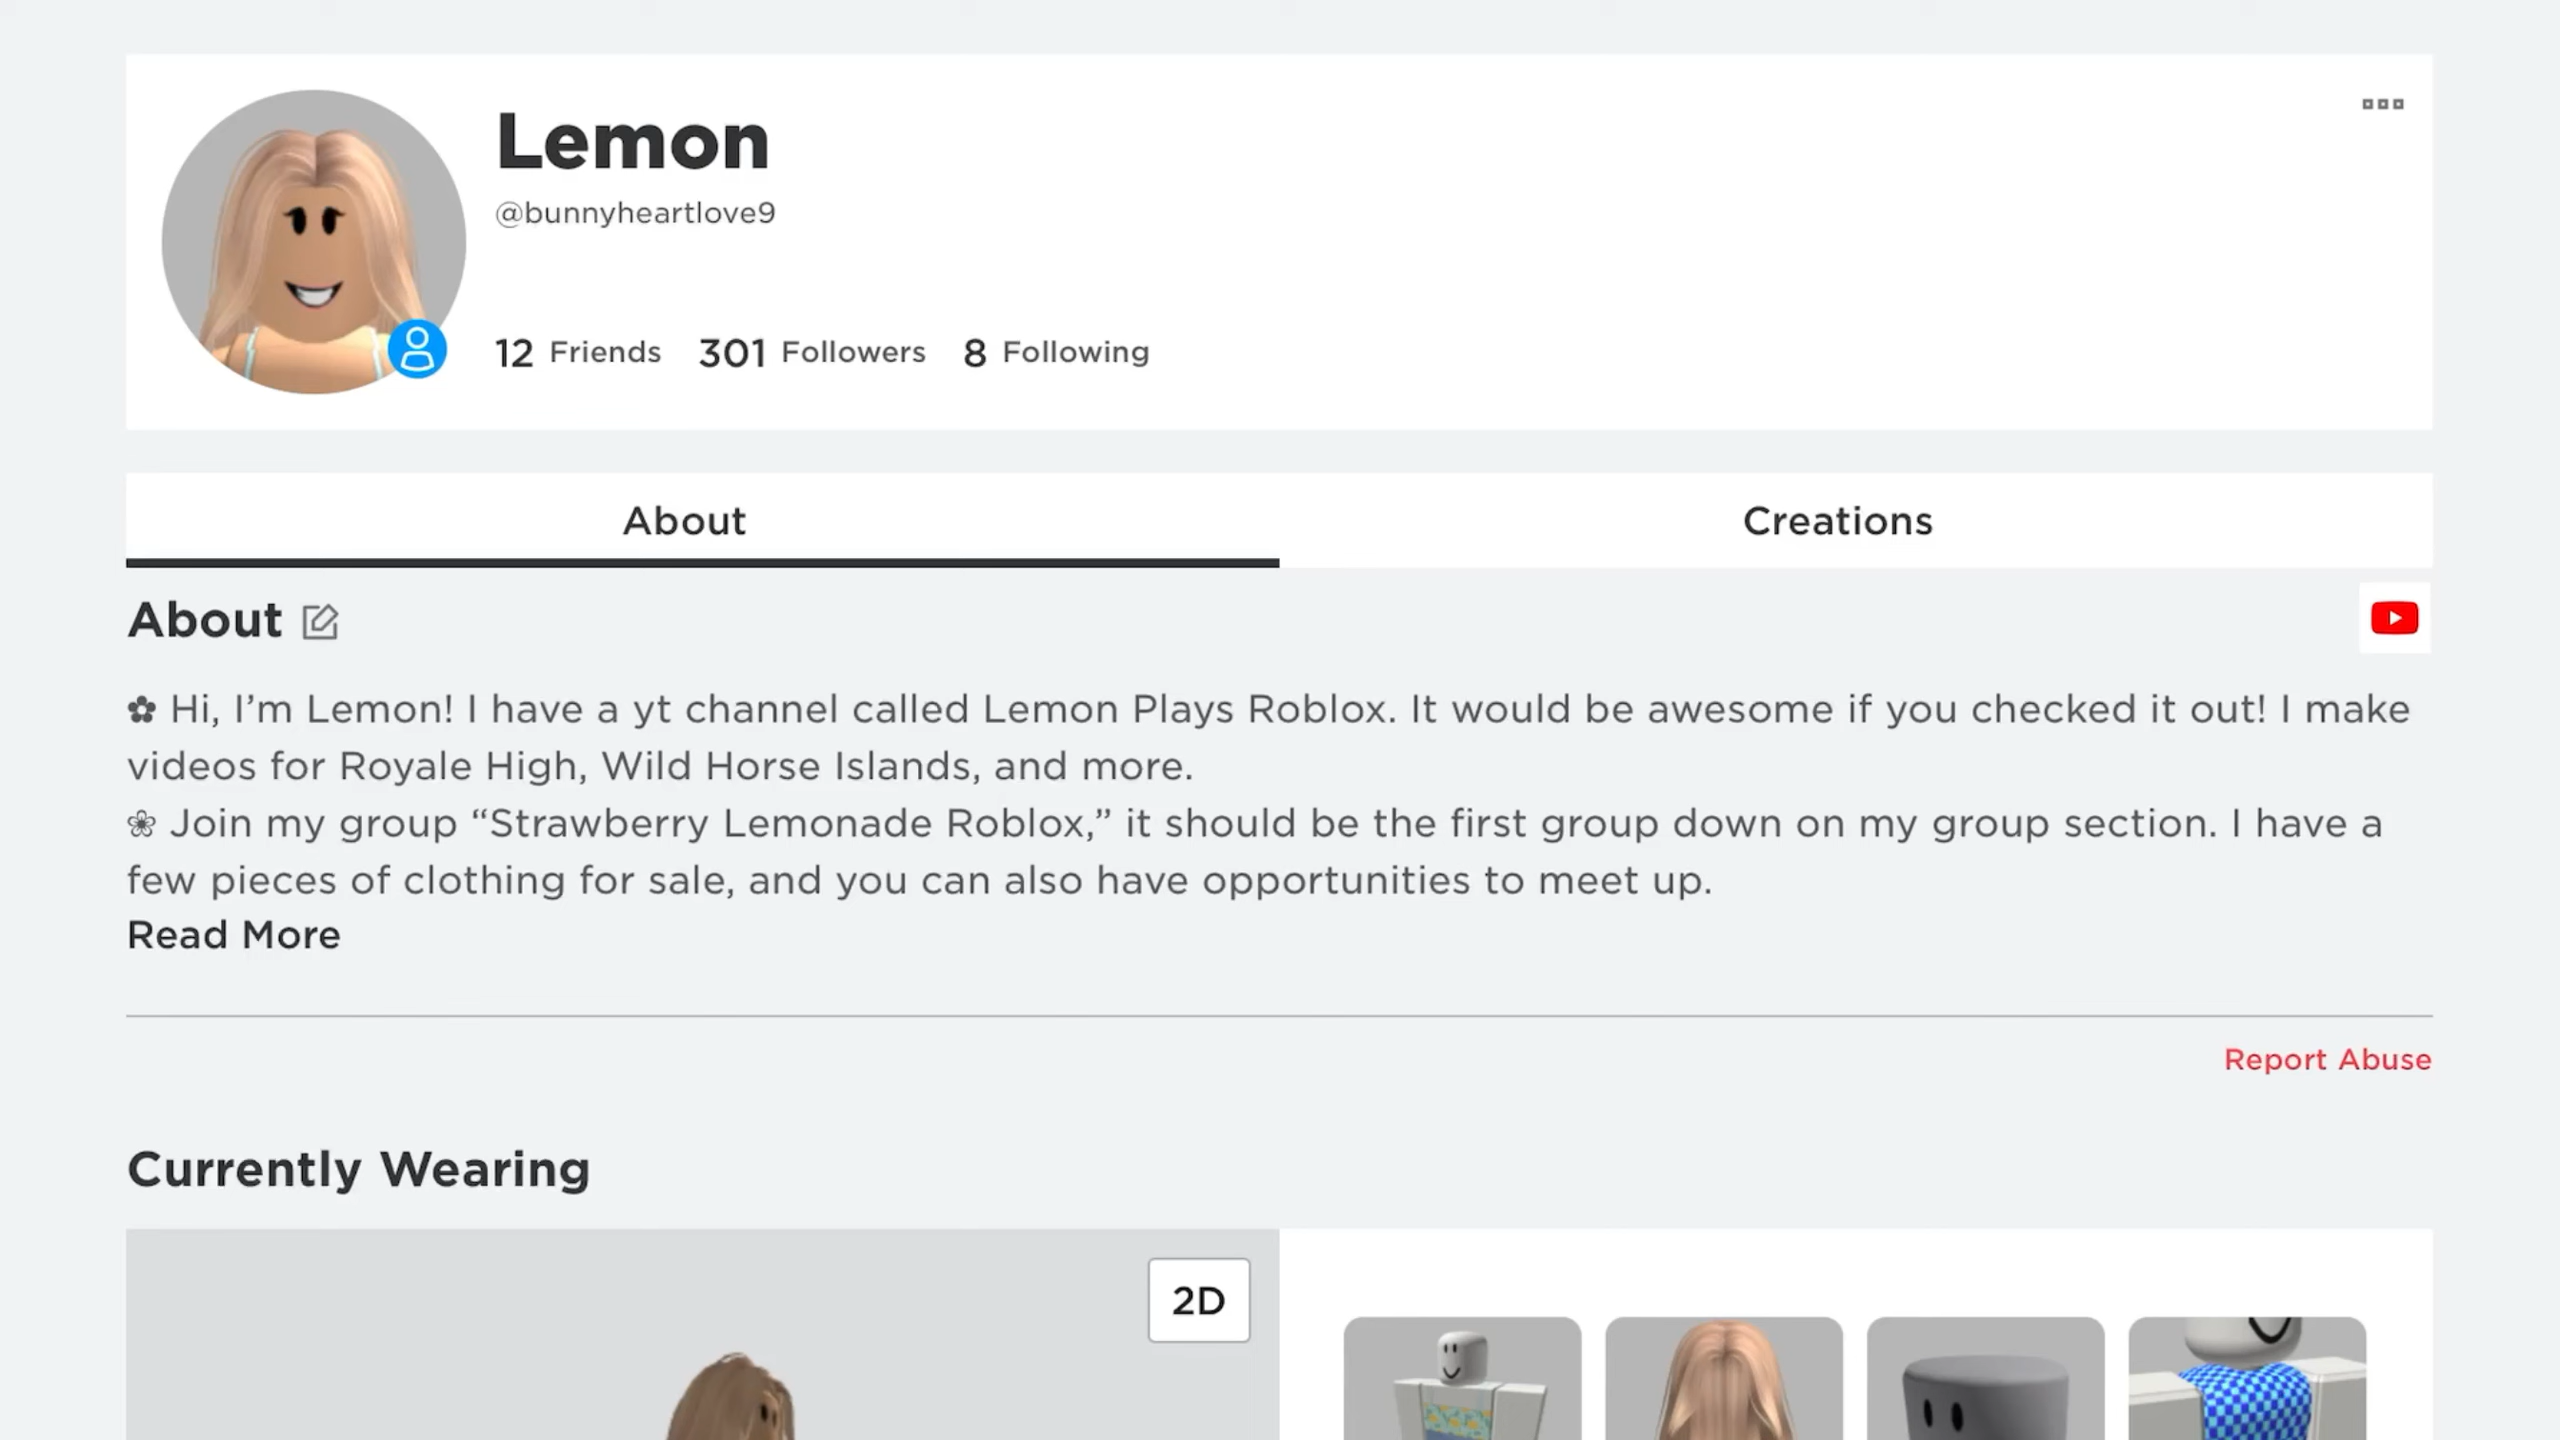 Lemon
@bunnyheartlove9
12 Friends 301 Followers 8 Following
About Creations
About
✿ Hi, I’m Lemon! I have a yt channel called Lemon Plays Roblox. It would be awesome if you checked it out! I make
videos for Royale High, Wild Horse Islands, and more.
❀ Join my group “Strawberry Lemonade Roblox,” it should be the first group down on my group section. I have a
few pieces of clothing for sale, and you can also have opportunities to meet up.
Read More
Report Abuse
Currently Wearing
2D